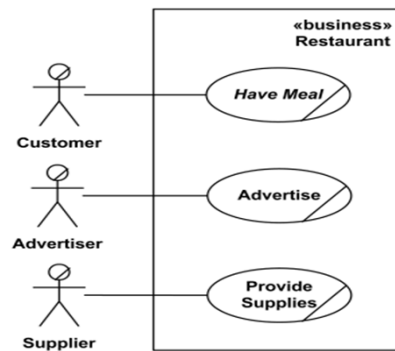 «business»
Restaurant
Have Meal
Customer
Advertise
Advertiser
Provide
Supplies
Supplier